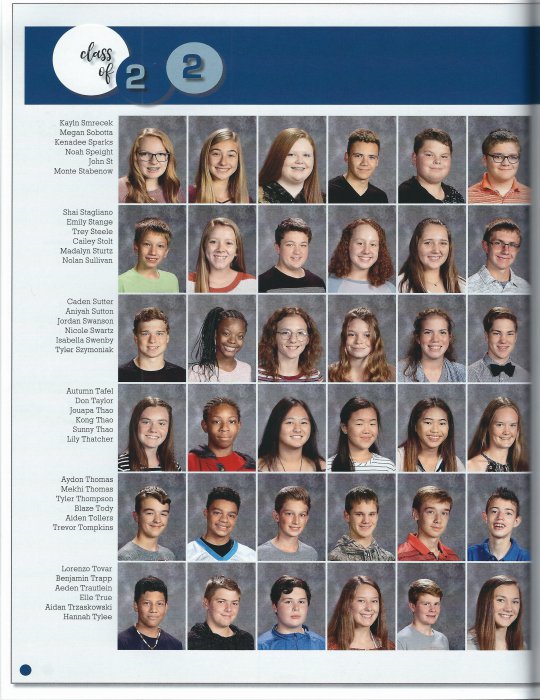 class
of
2 2
Kayln Smrecek
Megan Sobotta
Kenadee Sparks
Noah Speight
John St
Monte Stabenow
Shai Stagliano
Emily Stange
Trey Steele
Cailey Stolt
Madalyn Sturtz
Nolan Sullivan
Caden Sutter
Aniyah Sutton
Jordan Swanson
Nicole Swartz
Isabella Swenby
Tyler Szymoniak
Autumn Tafel
Don Taylor
Jouapa Thao
Kong Thao
Sunny Thao
Lily Thatcher
Aydon Thomas
Mekhi Thomas
Tyler Thompson
Blaze Tody
Aiden Tollers
Trevor Tompkins
Lorenzo Tovar
Benjamin Trapp
Aeden Trautlein
Elle True
Aidan Trzaskowski
Hannah Tylee